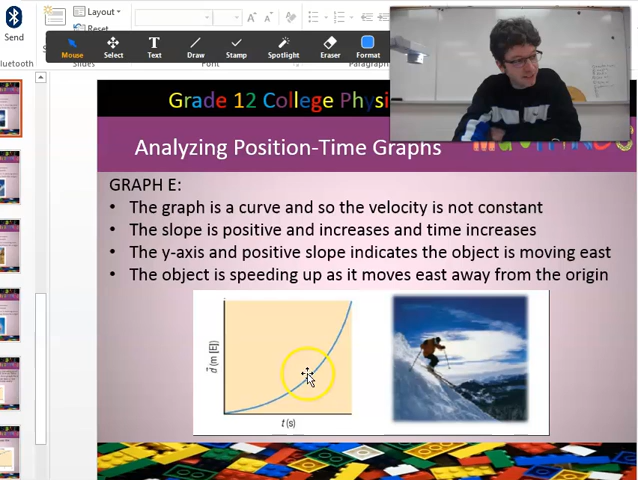 Layout
Reset
Send
Bluetooth
Slides
Font
Paragraph
Mouse
Select
Text
Draw
Stamp
Spotlight
Eraser
Format
Grade 12 College Physi
Analyzing Position-Time Graphs
GRAPH E:
• The graph is a curve and so the velocity is not constant
• The slope is positive and increases and time increases
• The y-axis and positive slope indicates the object is moving east
• The object is speeding up as it moves east away from the origin
d (m [E])
t (s)